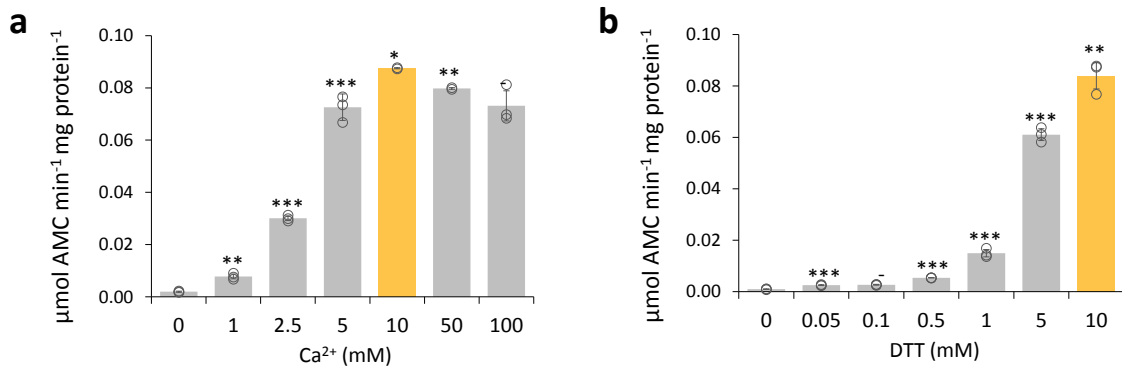 a
μmol AMC min⁻¹ mg protein⁻¹
0.10
0.08
0.06
0.04
0.02
0.00
** *** *** * ** -
0 1 2.5 5 10 50 100
Ca²⁺ (mM)
b
μmol AMC min⁻¹ mg protein⁻¹
0.10
0.08
0.06
0.04
0.02
0.00
*** - *** *** *** **
0 0.05 0.1 0.5 1 5 10
DTT (mM)